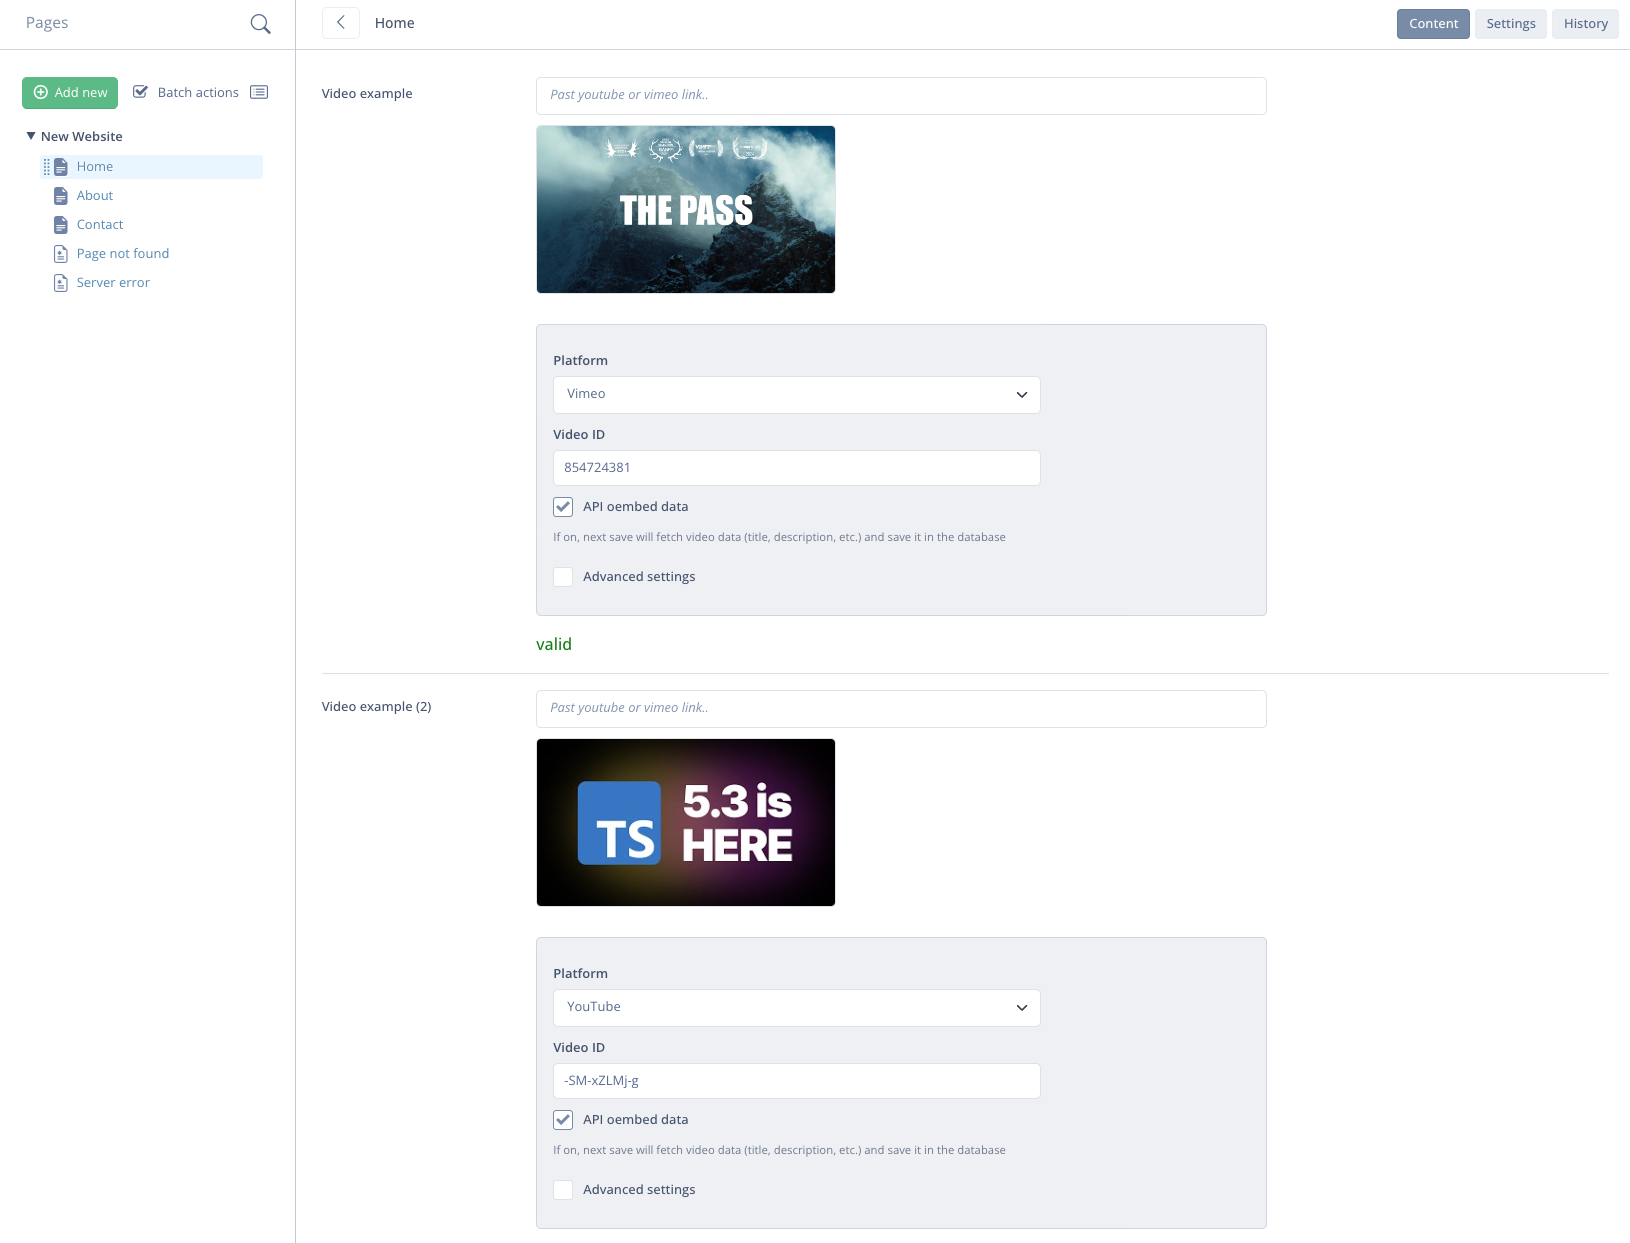 Pages
Home
Content
Settings
History
Add new
Batch actions
New Website
Home
About
Contact
Page not found
Server error
Video example
Past youtube or vimeo link..
THE PASS
Platform
Vimeo
Video ID
854724381
API oembed data
If on, next save will fetch video data (title, description, etc.) and save it in the database
Advanced settings
valid
Video example (2)
Past youtube or vimeo link..
TS
5.3 is
HERE
Platform
YouTube
Video ID
-SM-xZLMj-g
API oembed data
If on, next save will fetch video data (title, description, etc.) and save it in the database
Advanced settings